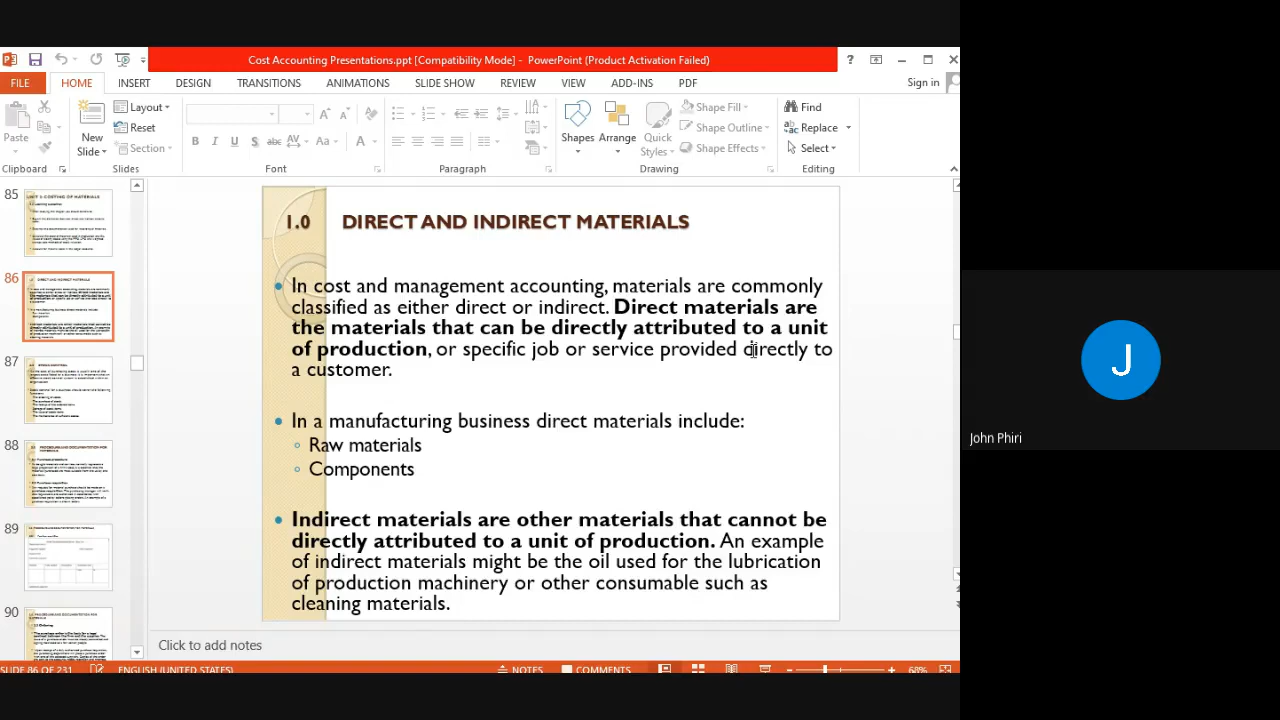 Cost Accounting Presentations.ppt [Compatibility Mode] - PowerPoint (Product Activation Failed)
FILE HOME INSERT DESIGN TRANSITIONS ANIMATIONS SLIDE SHOW REVIEW VIEW ADD-INS PDF Sign in
Paste
New
Slide
Layout
Reset
Section
B I U S abc AV Aa A
Shapes Arrange Quick
Styles
Shape Fill
Shape Outline
Shape Effects
Find
Replace
Select
Clipboard Slides Font Paragraph Drawing Editing
85
86
87
88
89
90
1.0 DIRECT AND INDIRECT MATERIALS
In cost and management accounting, materials are commonly
classified as either direct or indirect. Direct materials are
the materials that can be directly attributed to a unit
of production, or specific job or service provided directly to
a customer.
In a manufacturing business direct materials include:
Raw materials
Components
Indirect materials are other materials that cannot be
directly attributed to a unit of production. An example
of indirect materials might be the oil used for the lubrication
of production machinery or other consumable such as
cleaning materials.
Click to add notes
SLIDE 86 OF 231 ENGLISH (UNITED STATES) NOTES COMMENTS 68%
J
John Phiri